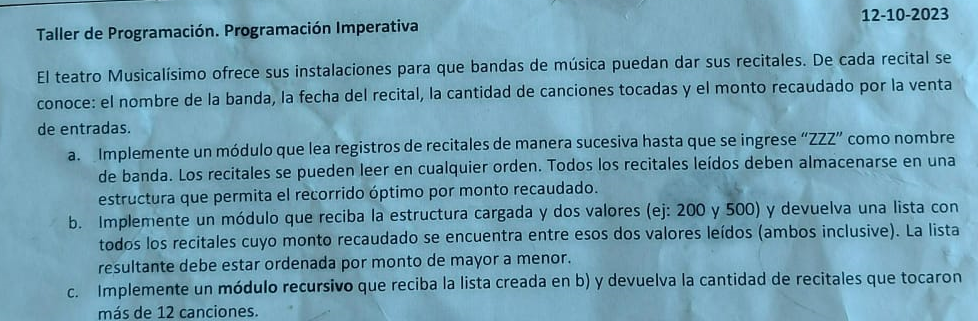 12-10-2023
Taller de Programación. Programación Imperativa
El teatro Musicalísimo ofrece sus instalaciones para que bandas de música puedan dar sus recitales. De cada recital se
conoce: el nombre de la banda, la fecha del recital, la cantidad de canciones tocadas y el monto recaudado por la venta
de entradas.
a. Implemente un módulo que lea registros de recitales de manera sucesiva hasta que se ingrese “ZZZ” como nombre
de banda. Los recitales se pueden leer en cualquier orden. Todos los recitales leídos deben almacenarse en una
estructura que permita el recorrido óptimo por monto recaudado.
b. Implemente un módulo que reciba la estructura cargada y dos valores (ej: 200 y 500) y devuelva una lista con
todos los recitales cuyo monto recaudado se encuentra entre esos dos valores leídos (ambos inclusive). La lista
resultante debe estar ordenada por monto de mayor a menor.
c. Implemente un módulo recursivo que reciba la lista creada en b) y devuelva la cantidad de recitales que tocaron
más de 12 canciones.